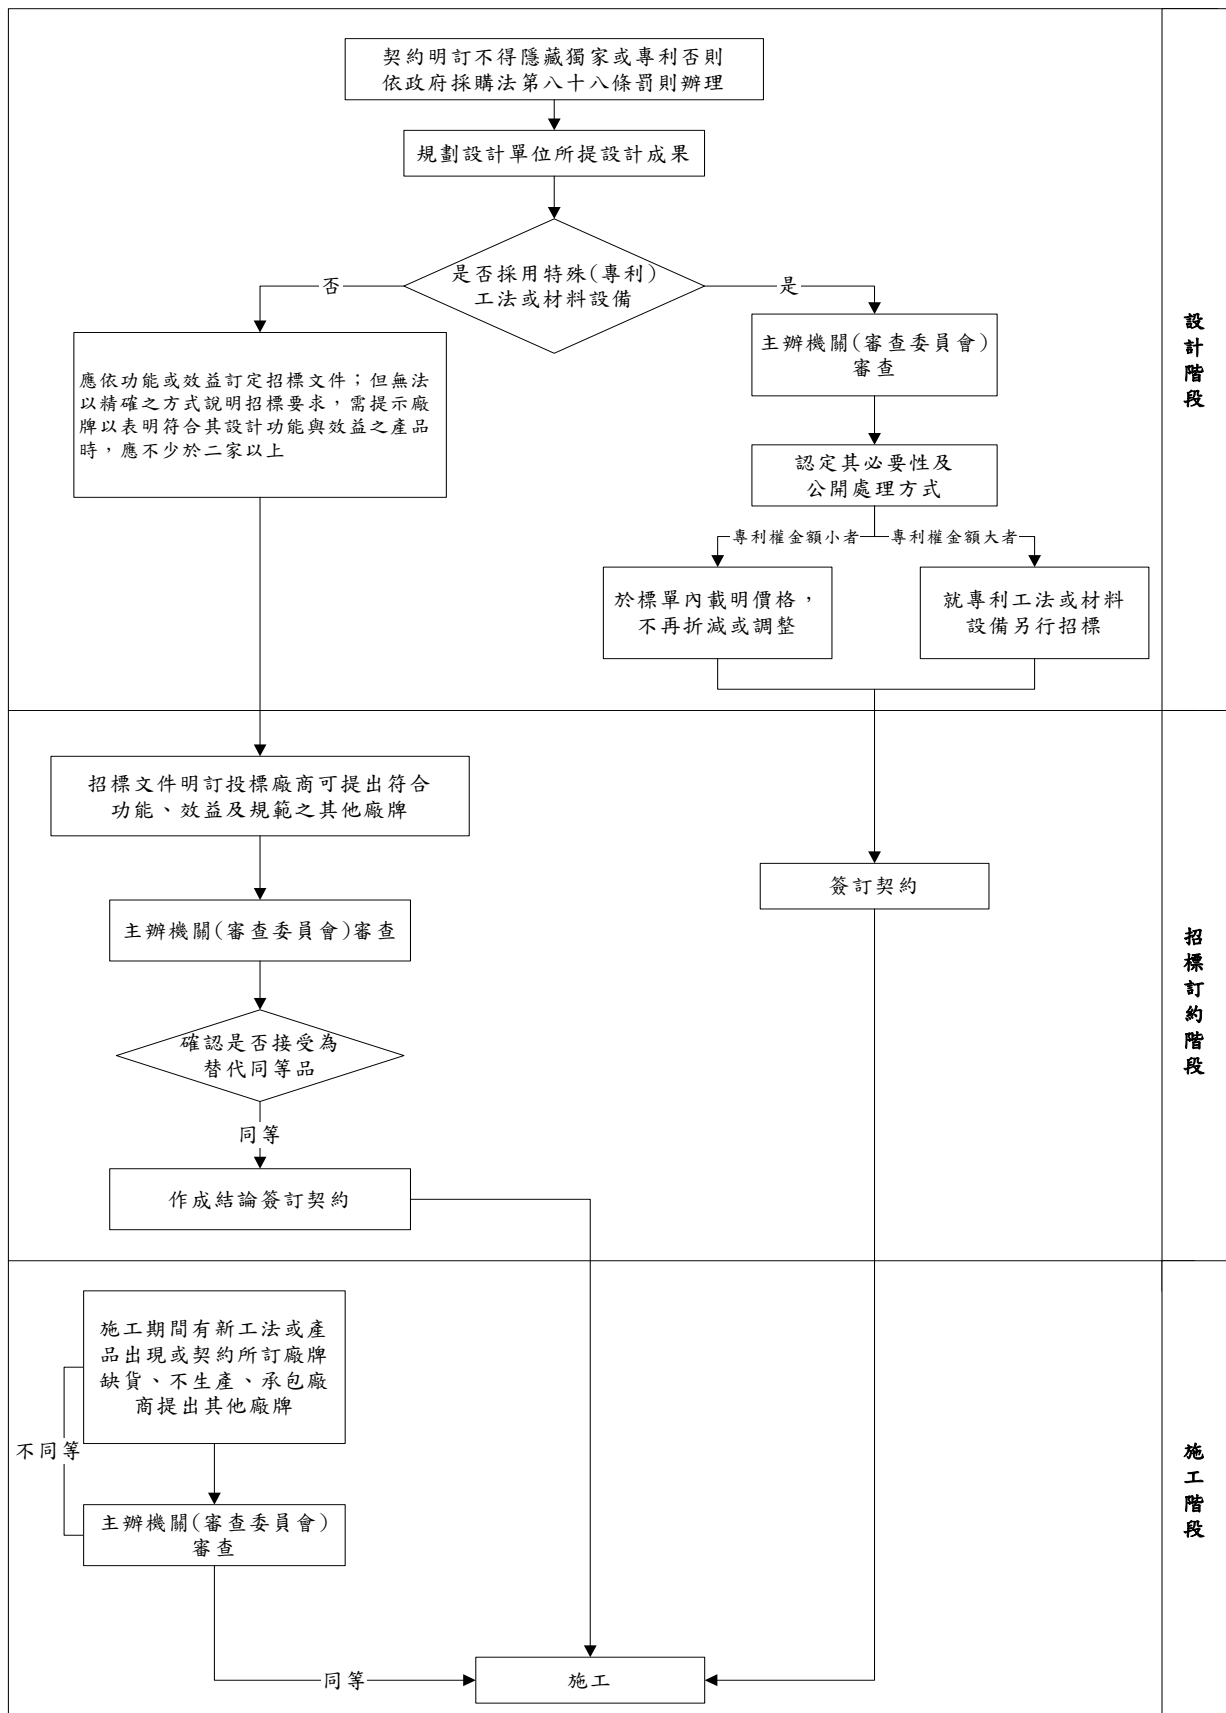 契約明訂不得隱藏獨家或專利否則
依政府採購法第八十八條罰則辦理
規劃設計單位所提設計成果
是否採用特殊(專利)
工法或材料設備
否
是
應依功能或效益訂定招標文件；但無法
以精確之方式說明招標要求，需提示廠
牌以表明符合其設計功能與效益之產品
時，應不少於二家以上
主辦機關(審查委員會)
審查
認定其必要性及
公開處理方式
專利權金額小者
專利權金額大者
於標單內載明價格，
不再折減或調整
就專利工法或材料
設備另行招標
設計階段
招標文件明訂投標廠商可提出符合
功能、效益及規範之其他廠牌
主辦機關(審查委員會)審查
確認是否接受為
替代同等品
同等
作成結論簽訂契約
簽訂契約
招標訂約階段
施工期間有新工法或產
品出現或契約所訂廠牌
缺貨、不生產、承包廠
商提出其他廠牌
不同等
主辦機關(審查委員會)
審查
同等
施工
施工階段